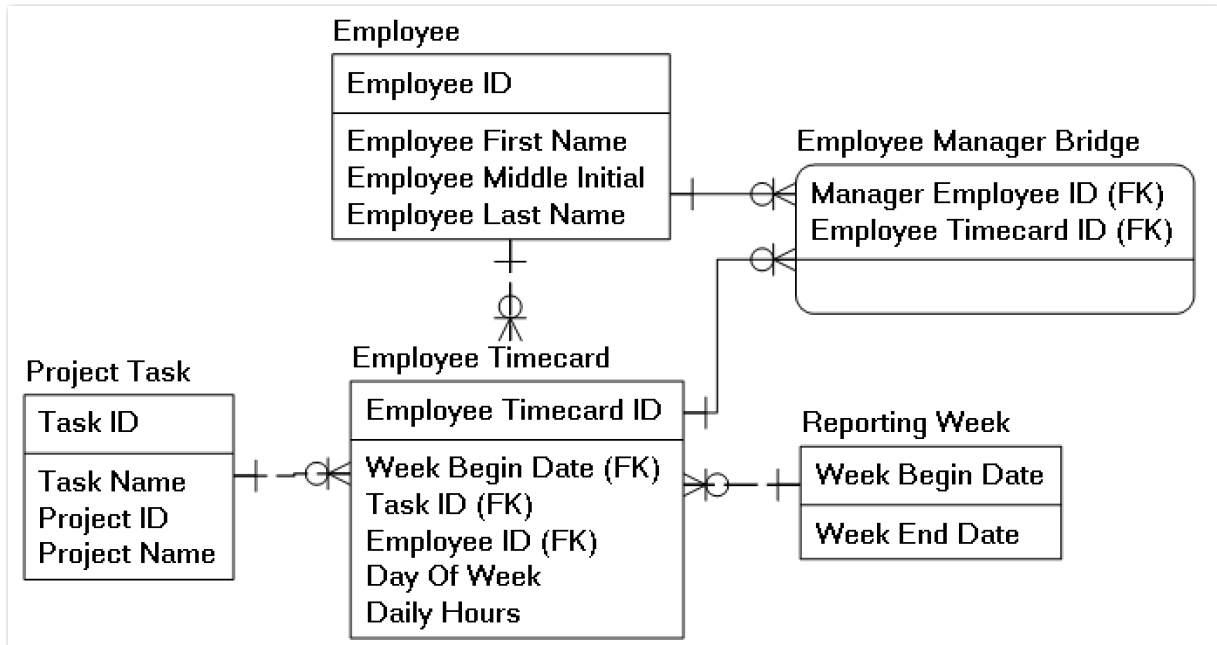 Employee
Employee ID
Employee First Name
Employee Middle Initial
Employee Last Name
Employee Manager Bridge
Manager Employee ID (FK)
Employee Timecard ID (FK)
Project Task
Task ID
Task Name
Project ID
Project Name
Employee Timecard
Employee Timecard ID
Week Begin Date (FK)
Task ID (FK)
Employee ID (FK)
Day Of Week
Daily Hours
Reporting Week
Week Begin Date
Week End Date